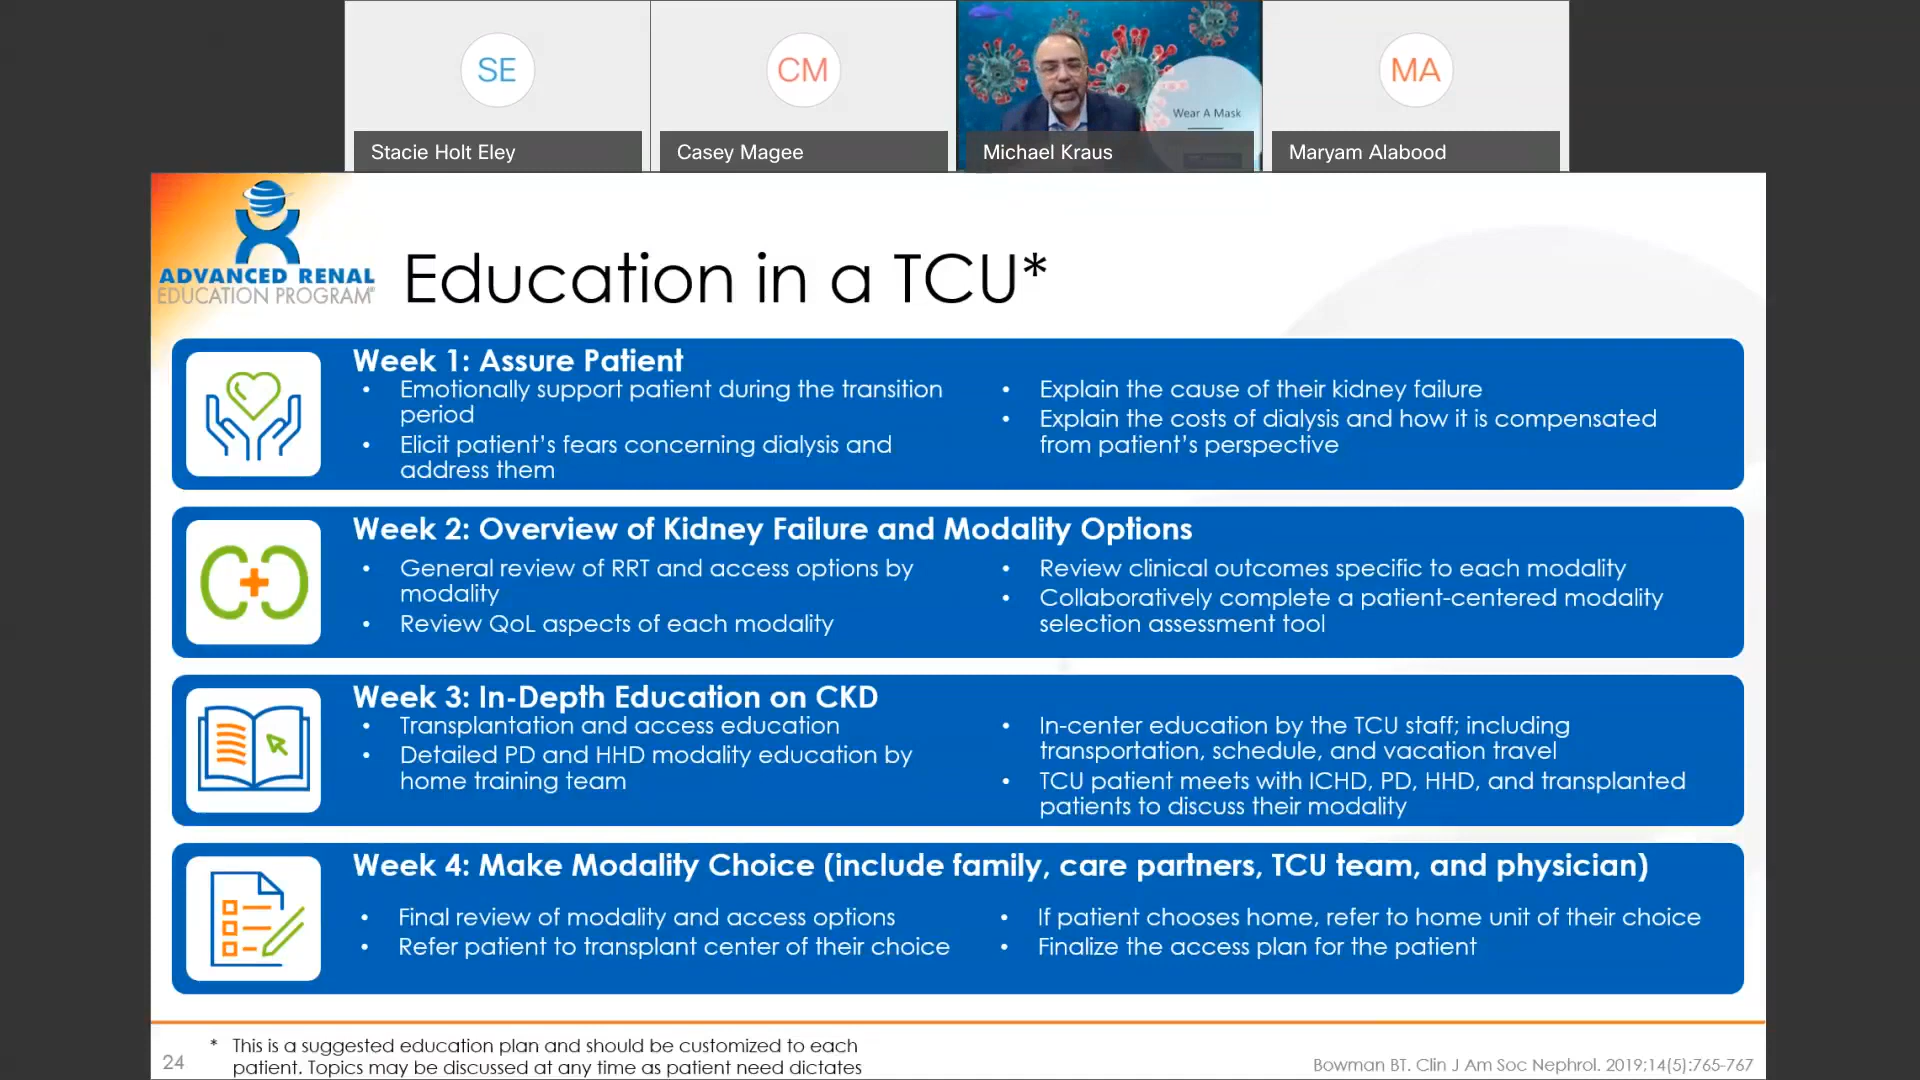 SE
CM
Wear A Mask
MA
Stacie Holt Eley
Casey Magee
Michael Kraus
Maryam Alabood
ADVANCED RENAL
EDUCATION PROGRAM®
Education in a TCU*
Week 1: Assure Patient
• Emotionally support patient during the transition
period
• Elicit patient's fears concerning dialysis and
address them
• Explain the cause of their kidney failure
• Explain the costs of dialysis and how it is compensated
from patient's perspective
Week 2: Overview of Kidney Failure and Modality Options
• General review of RRT and access options by
modality
• Review QoL aspects of each modality
• Review clinical outcomes specific to each modality
• Collaboratively complete a patient-centered modality
selection assessment tool
Week 3: In-Depth Education on CKD
• Transplantation and access education
• Detailed PD and HHD modality education by
home training team
• In-center education by the TCU staff; including
transportation, schedule, and vacation travel
• TCU patient meets with ICHD, PD, HHD, and transplanted
patients to discuss their modality
Week 4: Make Modality Choice (include family, care partners, TCU team, and physician)
• Final review of modality and access options
• Refer patient to transplant center of their choice
• If patient chooses home, refer to home unit of their choice
• Finalize the access plan for the patient
* This is a suggested education plan and should be customized to each
patient. Topics may be discussed at any time as patient need dictates
24
Bowman BT. Clin J Am Soc Nephrol. 2019;14(5):765-767